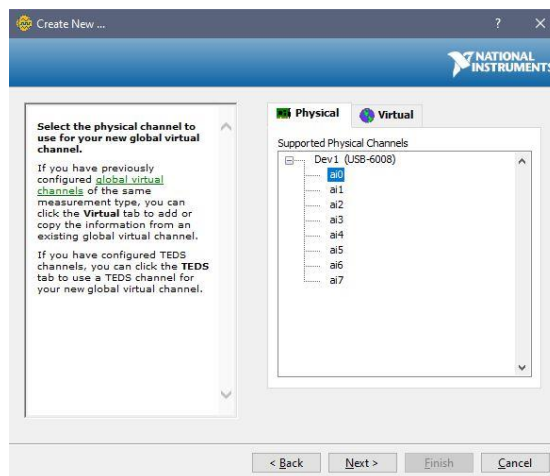 Create New ...
NATIONAL
INSTRUMENTS
Select the physical channel to
use for your new global virtual
channel.
If you have previously
configured global virtual
channels of the same
measurement type, you can
click the Virtual tab to add or
copy the information from an
existing global virtual channel.
If you have configured TEDS
channels, you can click the TEDS
tab to use a TEDS channel for
your new global virtual channel.
Physical
Virtual
Supported Physical Channels
Dev1 (USB-6008)
ai0
ai1
ai2
ai3
ai4
ai5
ai6
ai7
< Back
Next >
Finish
Cancel